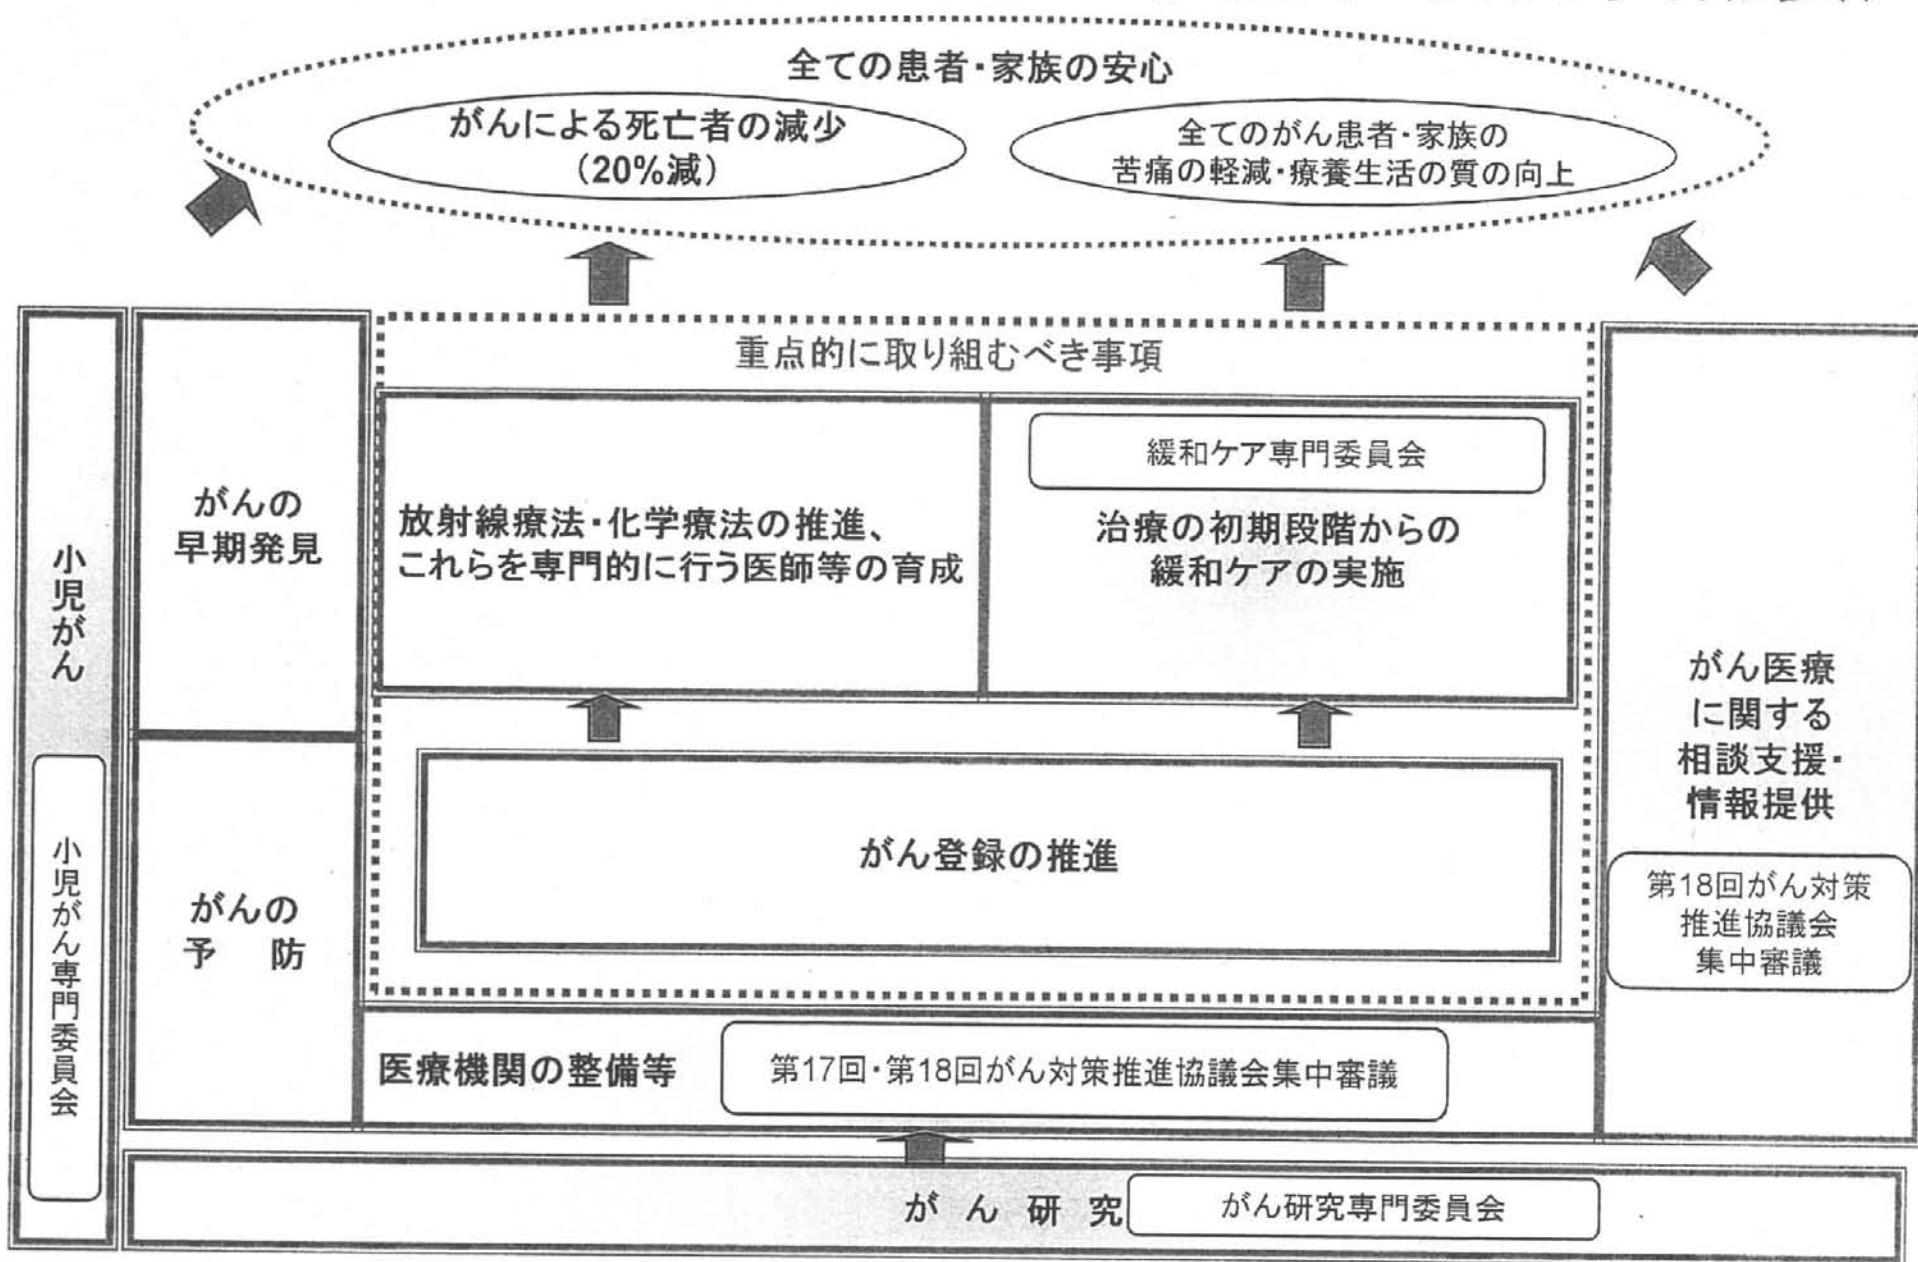 全ての患者・家族の安心
がんによる死亡者の減少
(20%減)
全てのがん患者・家族の
苦痛の軽減・療養生活の質の向上
重点的に取り組むべき事項
小児がん
小児がん専門委員会
がんの
早期発見
がんの
予 防
放射線療法・化学療法の推進、
これらを専門的に行う医師等の育成
緩和ケア専門委員会
治療の初期段階からの
緩和ケアの実施
がん登録の推進
がん医療
に関する
相談支援・
情報提供
第18回がん対策
推進協議会
集中審議
医療機関の整備等
第17回・第18回がん対策推進協議会集中審議
がん研究
がん研究専門委員会